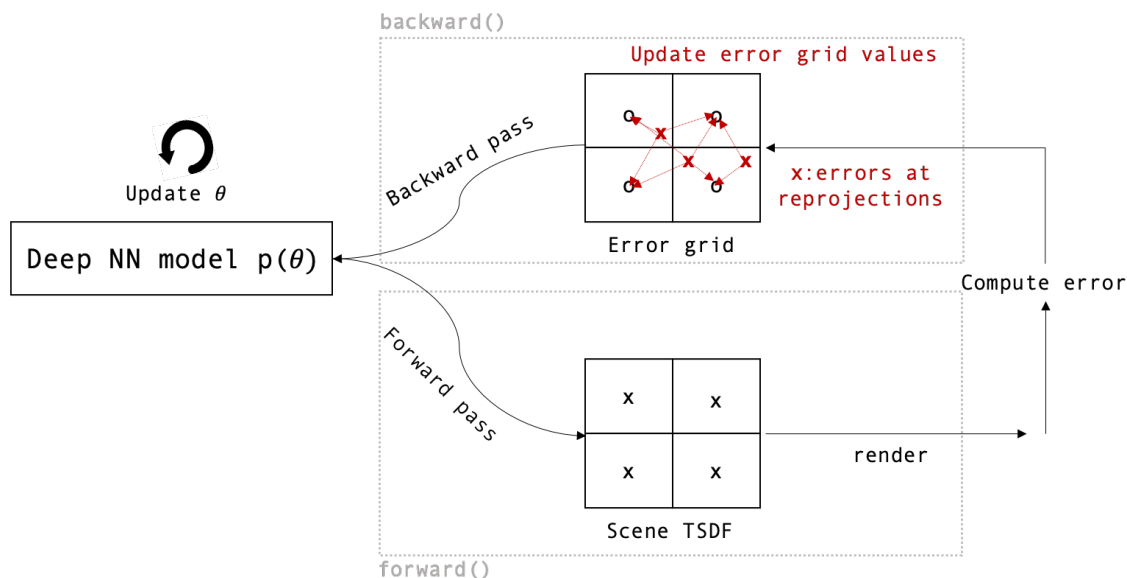 backward()
Update error grid values
o o
x
x x
o o
Backward pass
x:errors at
reprojections
Error grid
Update θ
Deep NN model p(θ)
Compute error
Forward pass
x x
x x
render
Scene TSDF
forward()